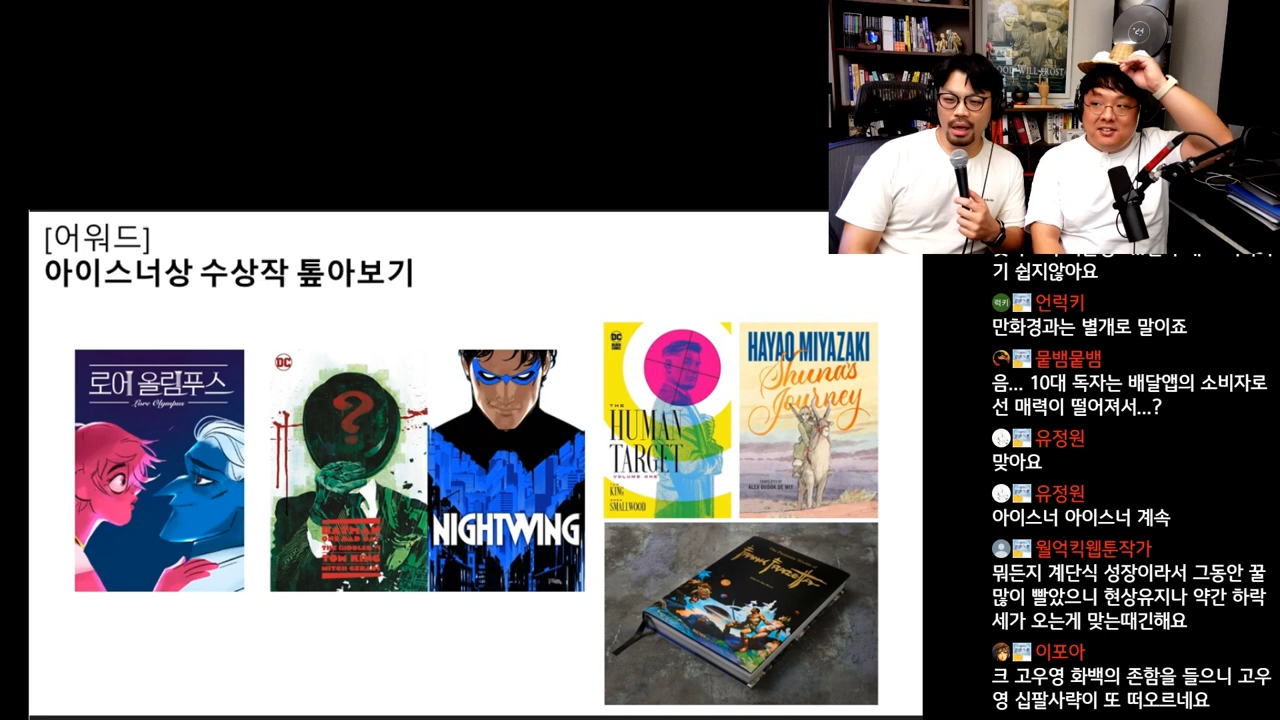 [어워드]
아이스너상 수상작 톺아보기
로어 올림푸스
Lore Olympus
DC
?
BATMAN
ONE BAD DAY
THE RIDDLER
TOM KING
MITCH GERADS
NIGHTWING
DC
THE
HUMAN
TARGET
VOLUME ONE
KING
SMALLWOOD
HAYAO MIYAZAKI
Shuna's
Journey
TRANSLATED BY
ALEX DUDOK DE WIT
Frank Frazetta
기 쉽지않아요
럭키
언럭키
만화경과는 별개로 말이죠
뭍뱀뭍뱀
음... 10대 독자는 배달앱의 소비자로
선 매력이 떨어져서...?
유정원
맞아요
유정원
아이스너 아이스너 계속
월억킥웹툰작가
뭐든지 계단식 성장이라서 그동안 꿀
많이 빨았으니 현상유지나 약간 하락
세가 오는게 맞는때긴해요
이포아
크 고우영 화백의 존함을 들으니 고우
영 십팔사략이 또 떠오르네요